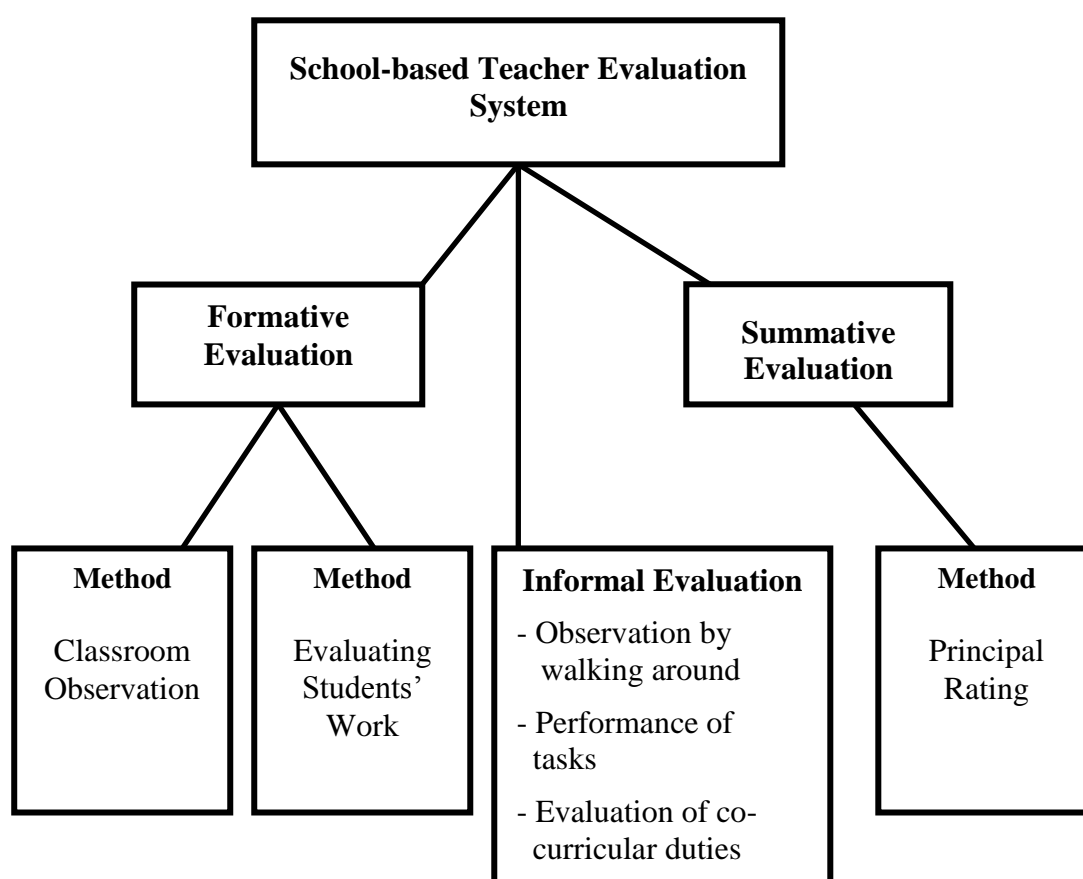 School-based Teacher Evaluation
System
Formative
Evaluation
Summative
Evaluation
Method
Classroom
Observation
Method
Evaluating
Students’
Work
Informal Evaluation
- Observation by
walking around
- Performance of
tasks
- Evaluation of co-
curricular duties
Method
Principal
Rating